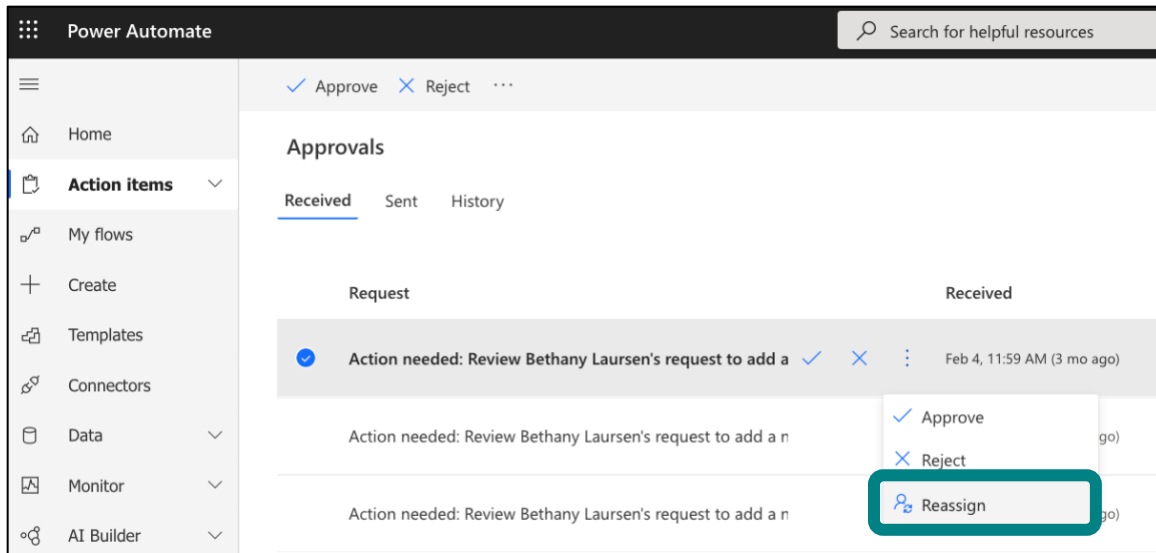 Power Automate
Search for helpful resources
Approve Reject ...
Home
Action items
My flows
Create
Templates
Connectors
Data
Monitor
AI Builder
Approvals
Received Sent History
Request Received
Action needed: Review Bethany Laursen's request to add a Feb 4, 11:59 AM (3 mo ago)
Approve
Action needed: Review Bethany Laursen's request to add a n go)
Reject
Reassign
Action needed: Review Bethany Laursen's request to add a n go)